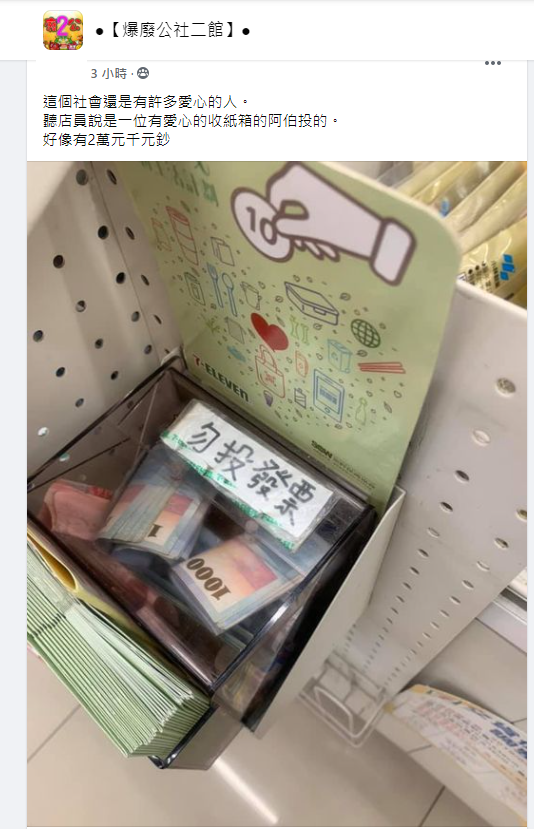 ●【爆廢公社二館】●
3 小時 ·
這個社會還是有許多愛心的人。
聽店員說是一位有愛心的收紙箱的阿伯投的。
好像有2萬元千元鈔
10
7-ELEVEN
勿投發票
1
1000